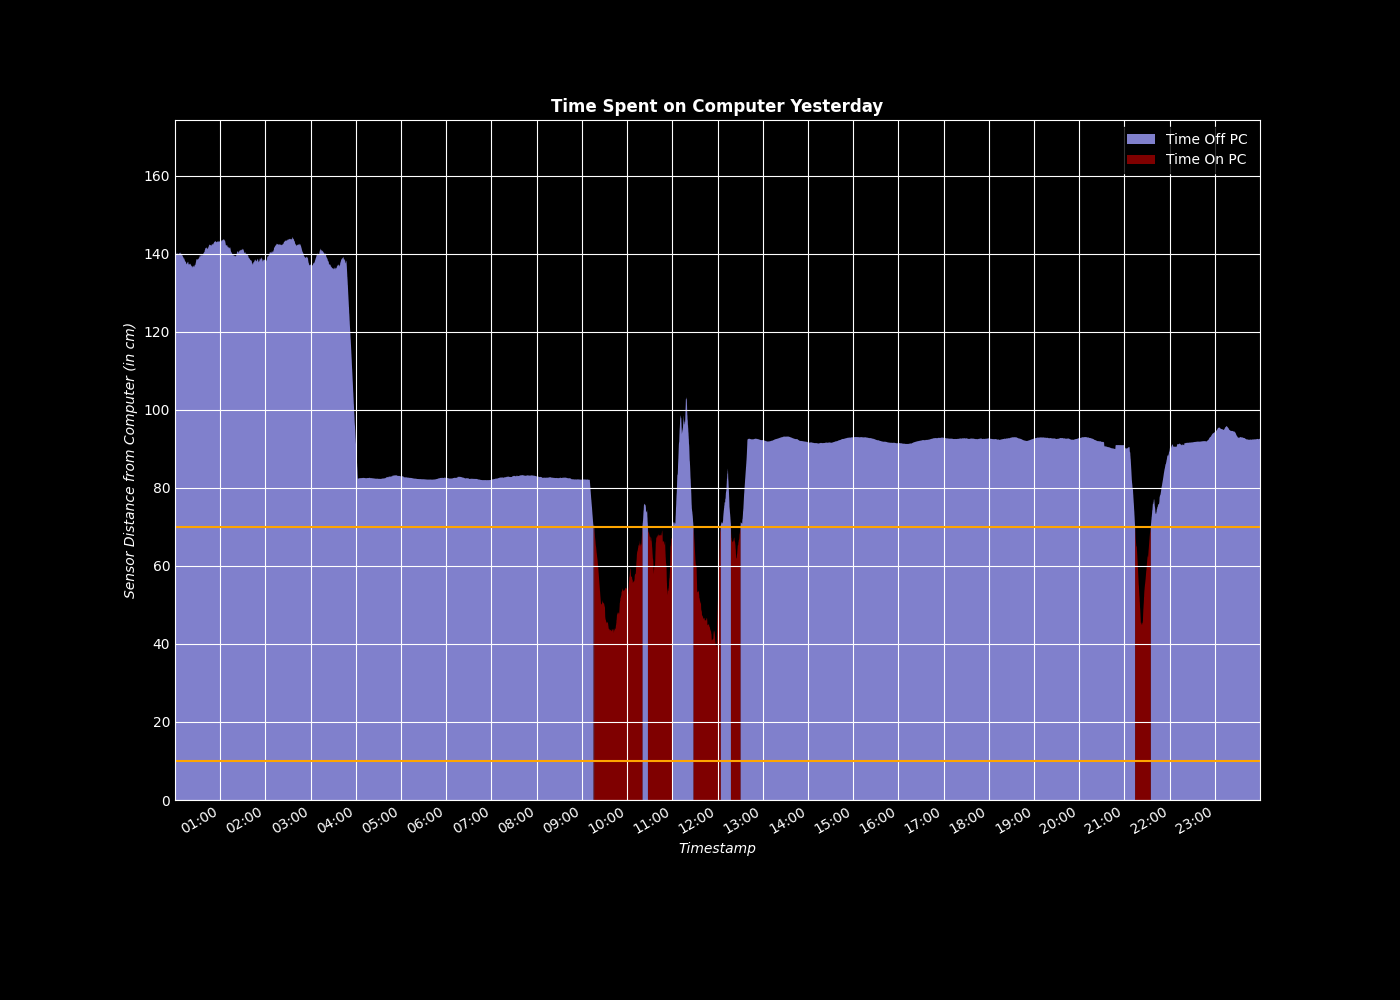 Time Spent on Computer Yesterday
Time Off PC
Time On PC
Sensor Distance from Computer (in cm)
160
140
120
100
80
60
40
20
0
01:00 02:00 03:00 04:00 05:00 06:00 07:00 08:00 09:00 10:00 11:00 12:00 13:00 14:00 15:00 16:00 17:00 18:00 19:00 20:00 21:00 22:00 23:00
Timestamp